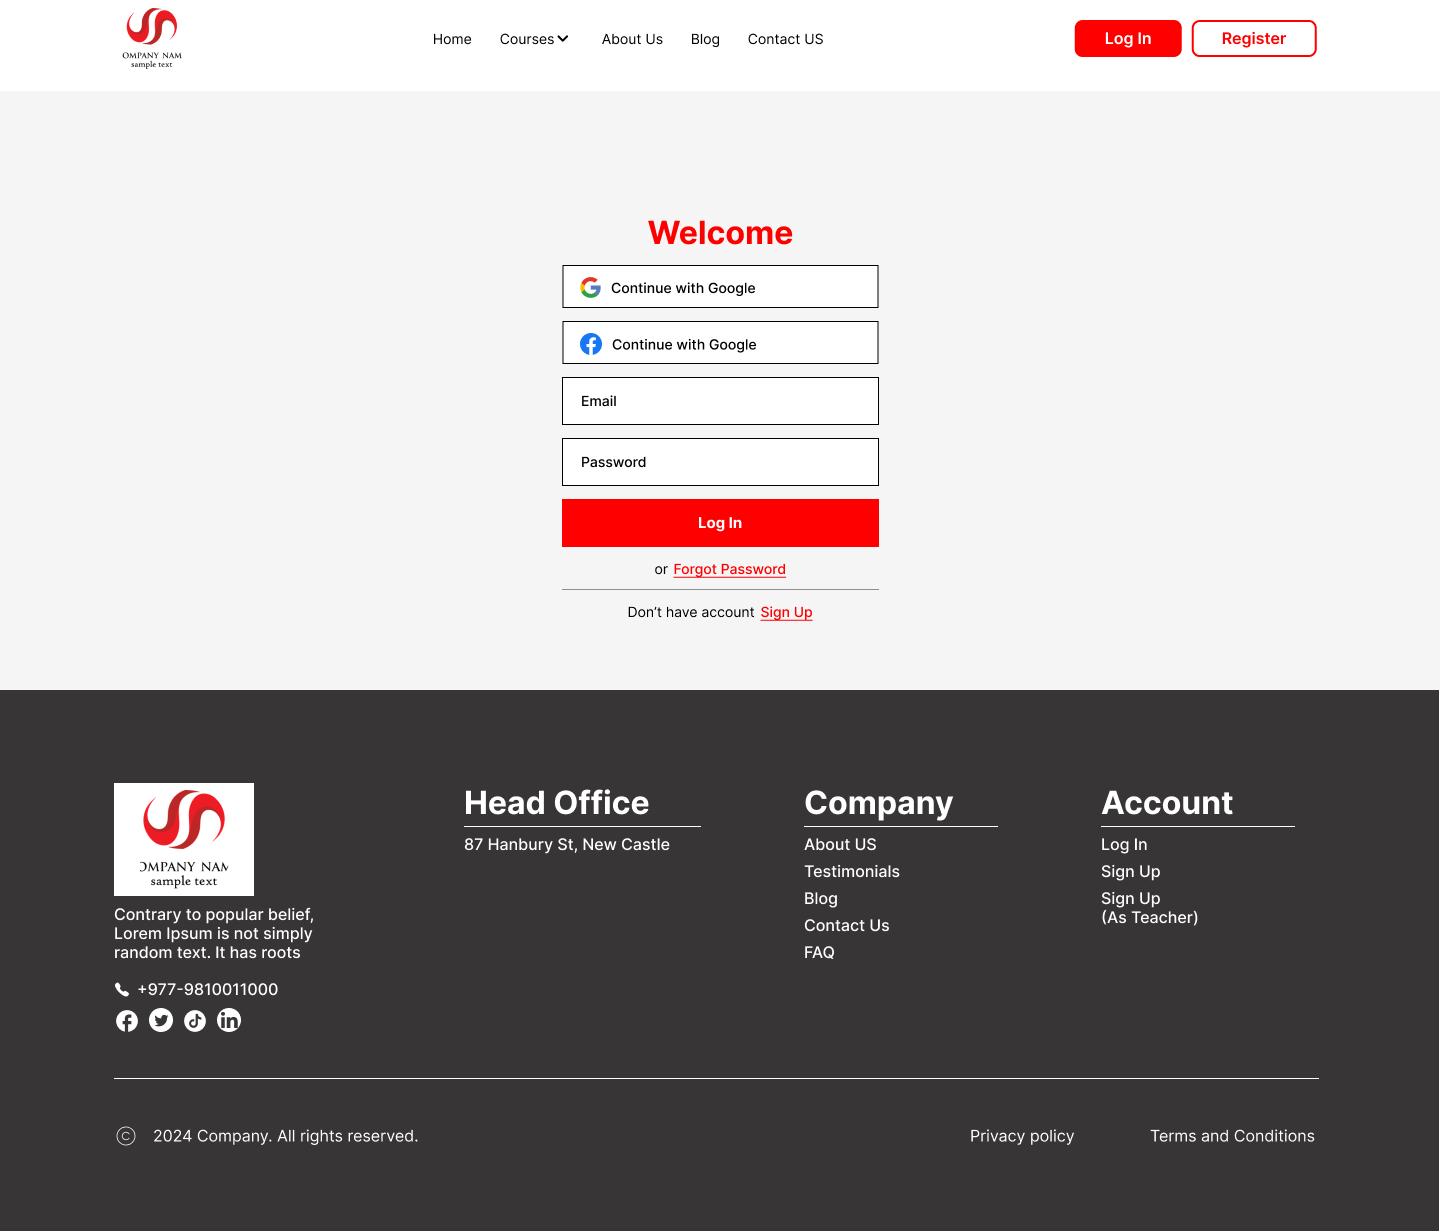 OMPANY NAM
sample text
Home
Courses
About Us
Blog
Contact US
Log In
Register
Welcome
Continue with Google
Continue with Google
Email
Password
Log In
or Forgot Password
Don’t have account Sign Up
OMPANY NAM
sample text
Contrary to popular belief,
Lorem Ipsum is not simply
random text. It has roots
+977-9810011000
Head Office
87 Hanbury St, New Castle
Company
About US
Testimonials
Blog
Contact Us
FAQ
Account
Log In
Sign Up
Sign Up
(As Teacher)
© 2024 Company. All rights reserved.
Privacy policy
Terms and Conditions